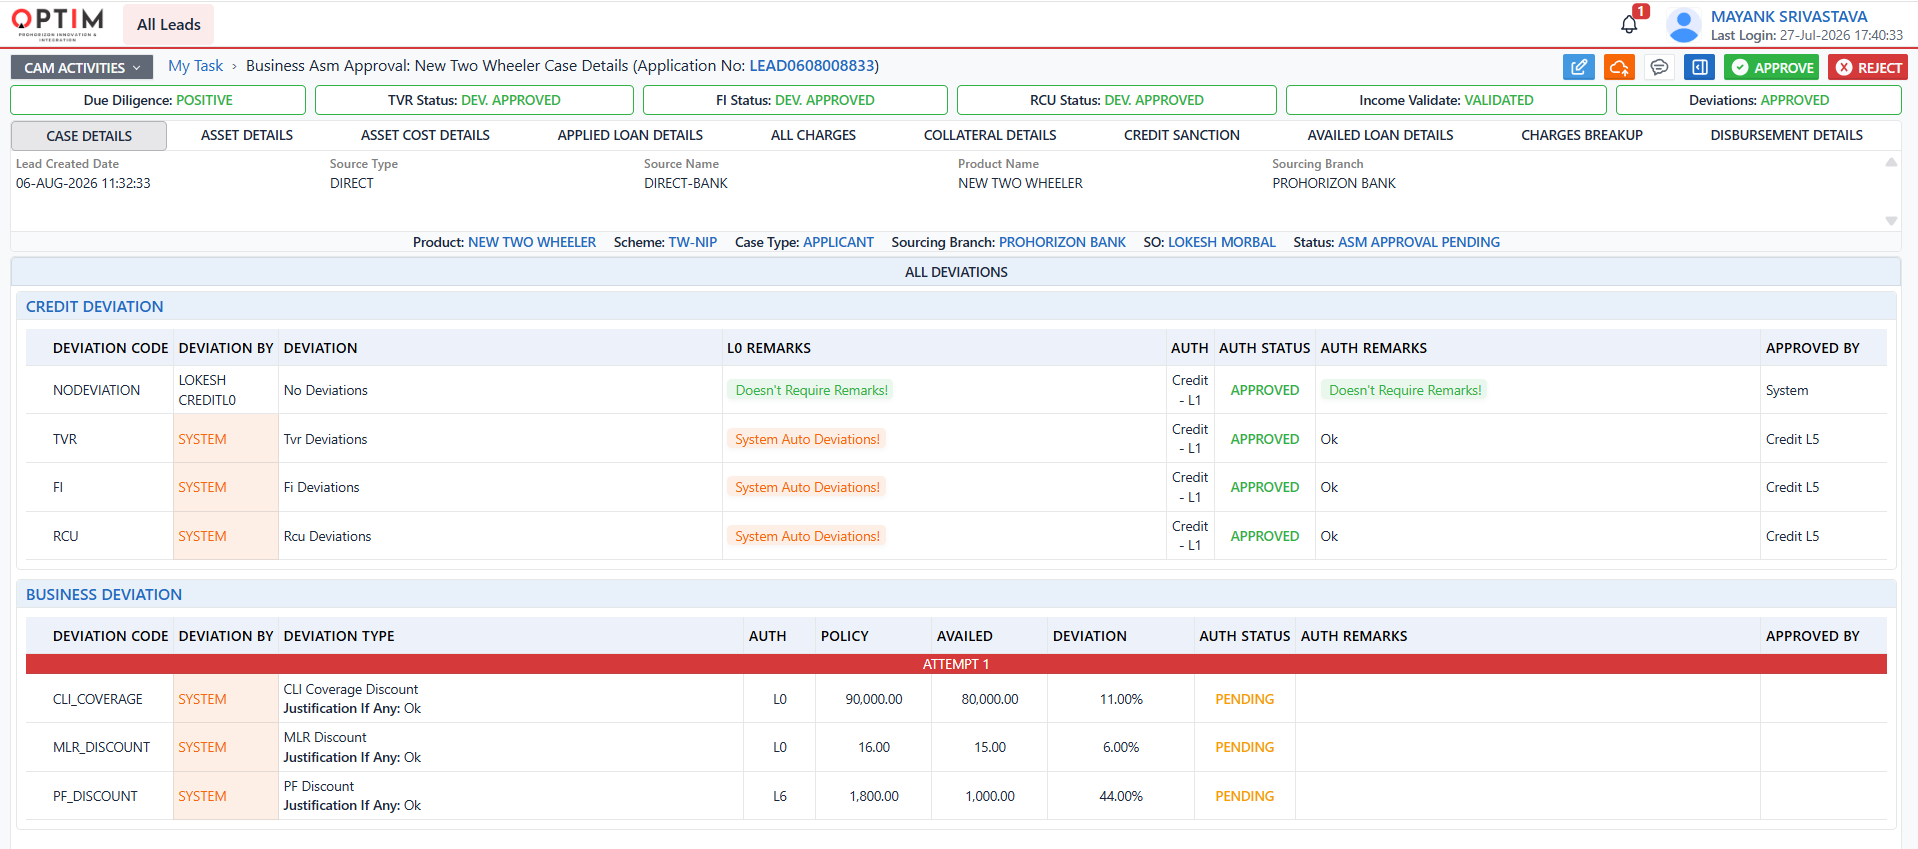 OPTIM
PROHORIZON INNOVATION &
INTEGRATION
All Leads
1
MAYANK SRIVASTAVA
Last Login: 27-Jul-2026 17:40:33
CAM ACTIVITIES
My Task › Business Asm Approval: New Two Wheeler Case Details (Application No: LEAD0608008833)
APPROVE
REJECT
Due Diligence: POSITIVE
TVR Status: DEV. APPROVED
FI Status: DEV. APPROVED
RCU Status: DEV. APPROVED
Income Validate: VALIDATED
Deviations: APPROVED
CASE DETAILS
ASSET DETAILS
ASSET COST DETAILS
APPLIED LOAN DETAILS
ALL CHARGES
COLLATERAL DETAILS
CREDIT SANCTION
AVAILED LOAN DETAILS
CHARGES BREAKUP
DISBURSEMENT DETAILS
Lead Created Date
06-AUG-2026 11:32:33
Source Type
DIRECT
Source Name
DIRECT-BANK
Product Name
NEW TWO WHEELER
Sourcing Branch
PROHORIZON BANK
Product: NEW TWO WHEELER Scheme: TW-NIP Case Type: APPLICANT Sourcing Branch: PROHORIZON BANK SO: LOKESH MORBAL Status: ASM APPROVAL PENDING
ALL DEVIATIONS
CREDIT DEVIATION
DEVIATION CODE DEVIATION BY DEVIATION L0 REMARKS AUTH AUTH STATUS AUTH REMARKS APPROVED BY
NODEVIATION LOKESH CREDITL0 No Deviations Doesn't Require Remarks! Credit - L1 APPROVED Doesn't Require Remarks! System
TVR SYSTEM Tvr Deviations System Auto Deviations! Credit - L1 APPROVED Ok Credit L5
FI SYSTEM Fi Deviations System Auto Deviations! Credit - L1 APPROVED Ok Credit L5
RCU SYSTEM Rcu Deviations System Auto Deviations! Credit - L1 APPROVED Ok Credit L5
BUSINESS DEVIATION
DEVIATION CODE DEVIATION BY DEVIATION TYPE AUTH POLICY AVAILED DEVIATION AUTH STATUS AUTH REMARKS APPROVED BY
ATTEMPT 1
CLI_COVERAGE SYSTEM CLI Coverage Discount Justification If Any: Ok L0 90,000.00 80,000.00 11.00% PENDING
MLR_DISCOUNT SYSTEM MLR Discount Justification If Any: Ok L0 16.00 15.00 6.00% PENDING
PF_DISCOUNT SYSTEM PF Discount Justification If Any: Ok L6 1,800.00 1,000.00 44.00% PENDING